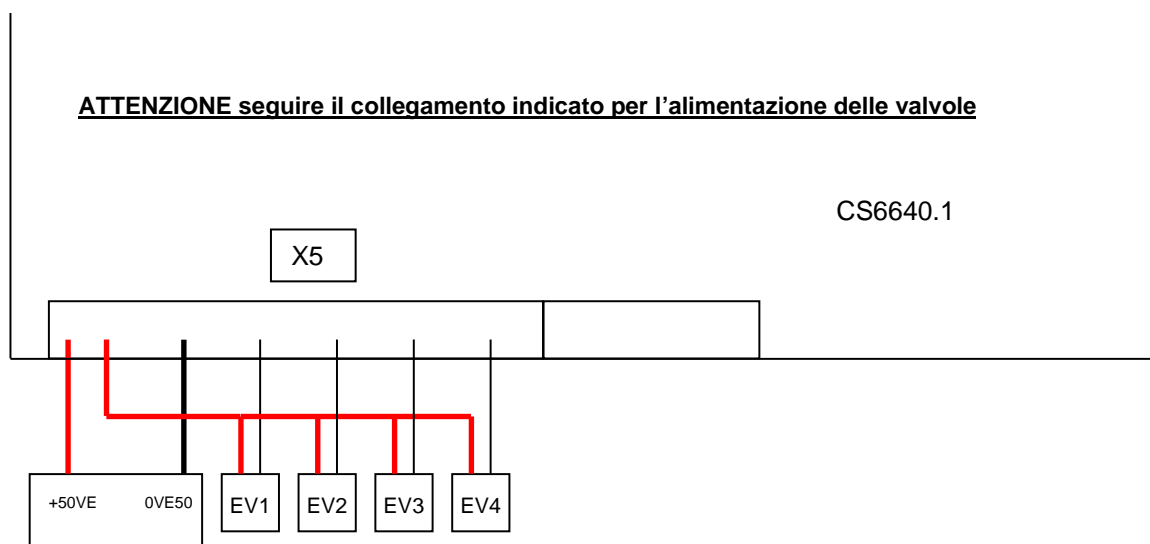 ATTENZIONE seguire il collegamento indicato per l'alimentazione delle valvole
CS6640.1
X5
+50VE 0VE50 EV1 EV2 EV3 EV4